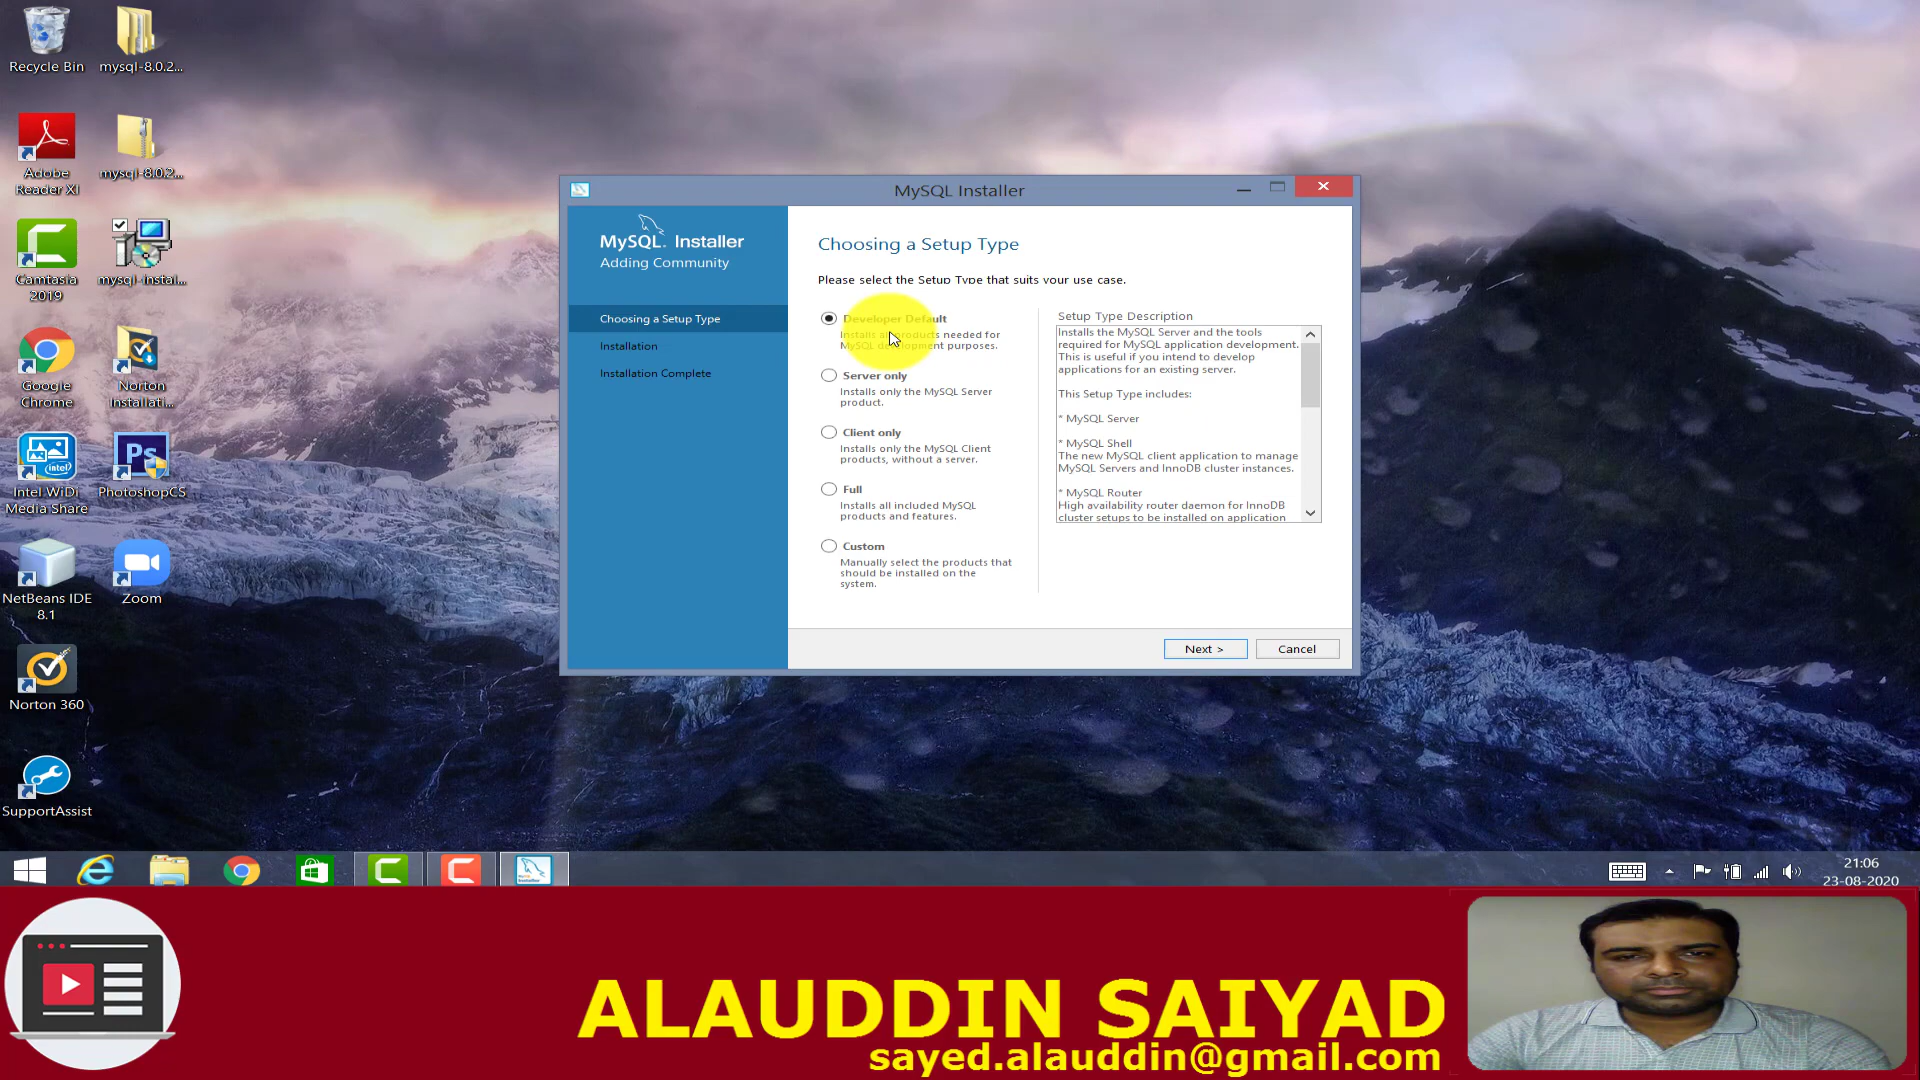 Recycle Bin
mysql-8.0.2...
Adobe
Reader XI
mysql-8.0.2...
Camtasia
2019
mysql-instal...
Google
Chrome
Norton
Installati...
Intel WiDi
Media Share
PhotoshopCS
NetBeans IDE
8.1
Zoom
Norton 360
SupportAssist
MySQL Installer
MySQL. Installer
Adding Community
Choosing a Setup Type
Installation
Installation Complete
Choosing a Setup Type
Please select the Setup Type that suits your use case.
Developer Default
Installs all products needed for
MySQL development purposes.
Server only
Installs only the MySQL Server
product.
Client only
Installs only the MySQL Client
products, without a server.
Full
Installs all included MySQL
products and features.
Custom
Manually select the products that
should be installed on the
system.
Setup Type Description
Installs the MySQL Server and the tools
required for MySQL application development.
This is useful if you intend to develop
applications for an existing server.
This Setup Type includes:
* MySQL Server
* MySQL Shell
The new MySQL client application to manage
MySQL Servers and InnoDB cluster instances.
* MySQL Router
High availability router daemon for InnoDB
cluster setups to be installed on application
Next >
Cancel
21:06
23-08-2020
ALAUDDIN SAIYAD
sayed.alauddin@gmail.com